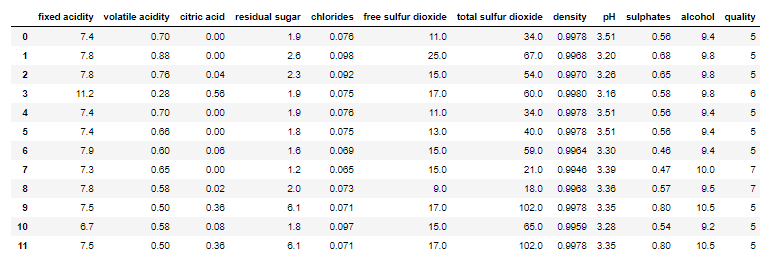 fixed acidity volatile acidity citric acid residual sugar chlorides free sulfur dioxide total sulfur dioxide density pH sulphates alcohol quality
0 7.4 0.70 0.00 1.9 0.076 11.0 34.0 0.9978 3.51 0.56 9.4 5
1 7.8 0.88 0.00 2.6 0.098 25.0 67.0 0.9968 3.20 0.68 9.8 5
2 7.8 0.76 0.04 2.3 0.092 15.0 54.0 0.9970 3.26 0.65 9.8 5
3 11.2 0.28 0.56 1.9 0.075 17.0 60.0 0.9980 3.16 0.58 9.8 6
4 7.4 0.70 0.00 1.9 0.076 11.0 34.0 0.9978 3.51 0.56 9.4 5
5 7.4 0.66 0.00 1.8 0.075 13.0 40.0 0.9978 3.51 0.56 9.4 5
6 7.9 0.60 0.06 1.6 0.069 15.0 59.0 0.9964 3.30 0.46 9.4 5
7 7.3 0.65 0.00 1.2 0.065 15.0 21.0 0.9946 3.39 0.47 10.0 7
8 7.8 0.58 0.02 2.0 0.073 9.0 18.0 0.9968 3.36 0.57 9.5 7
9 7.5 0.50 0.36 6.1 0.071 17.0 102.0 0.9978 3.35 0.80 10.5 5
10 6.7 0.58 0.08 1.8 0.097 15.0 65.0 0.9959 3.28 0.54 9.2 5
11 7.5 0.50 0.36 6.1 0.071 17.0 102.0 0.9978 3.35 0.80 10.5 5